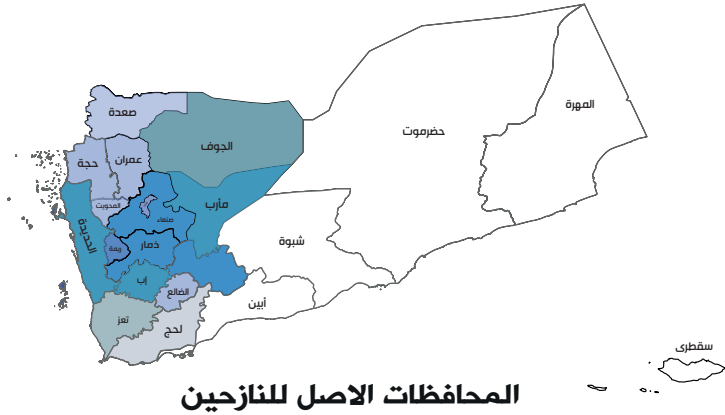 صعدة
المهرة
حضرموت
الجوف
عمران
حجة
مأرب
المحويت
صنعاء
الحديدة
ذمار
ريمة
شبوة
إب
الضالع
أبين
تعز
لحج
سقطرى
المحافظات الاصل للنازحين